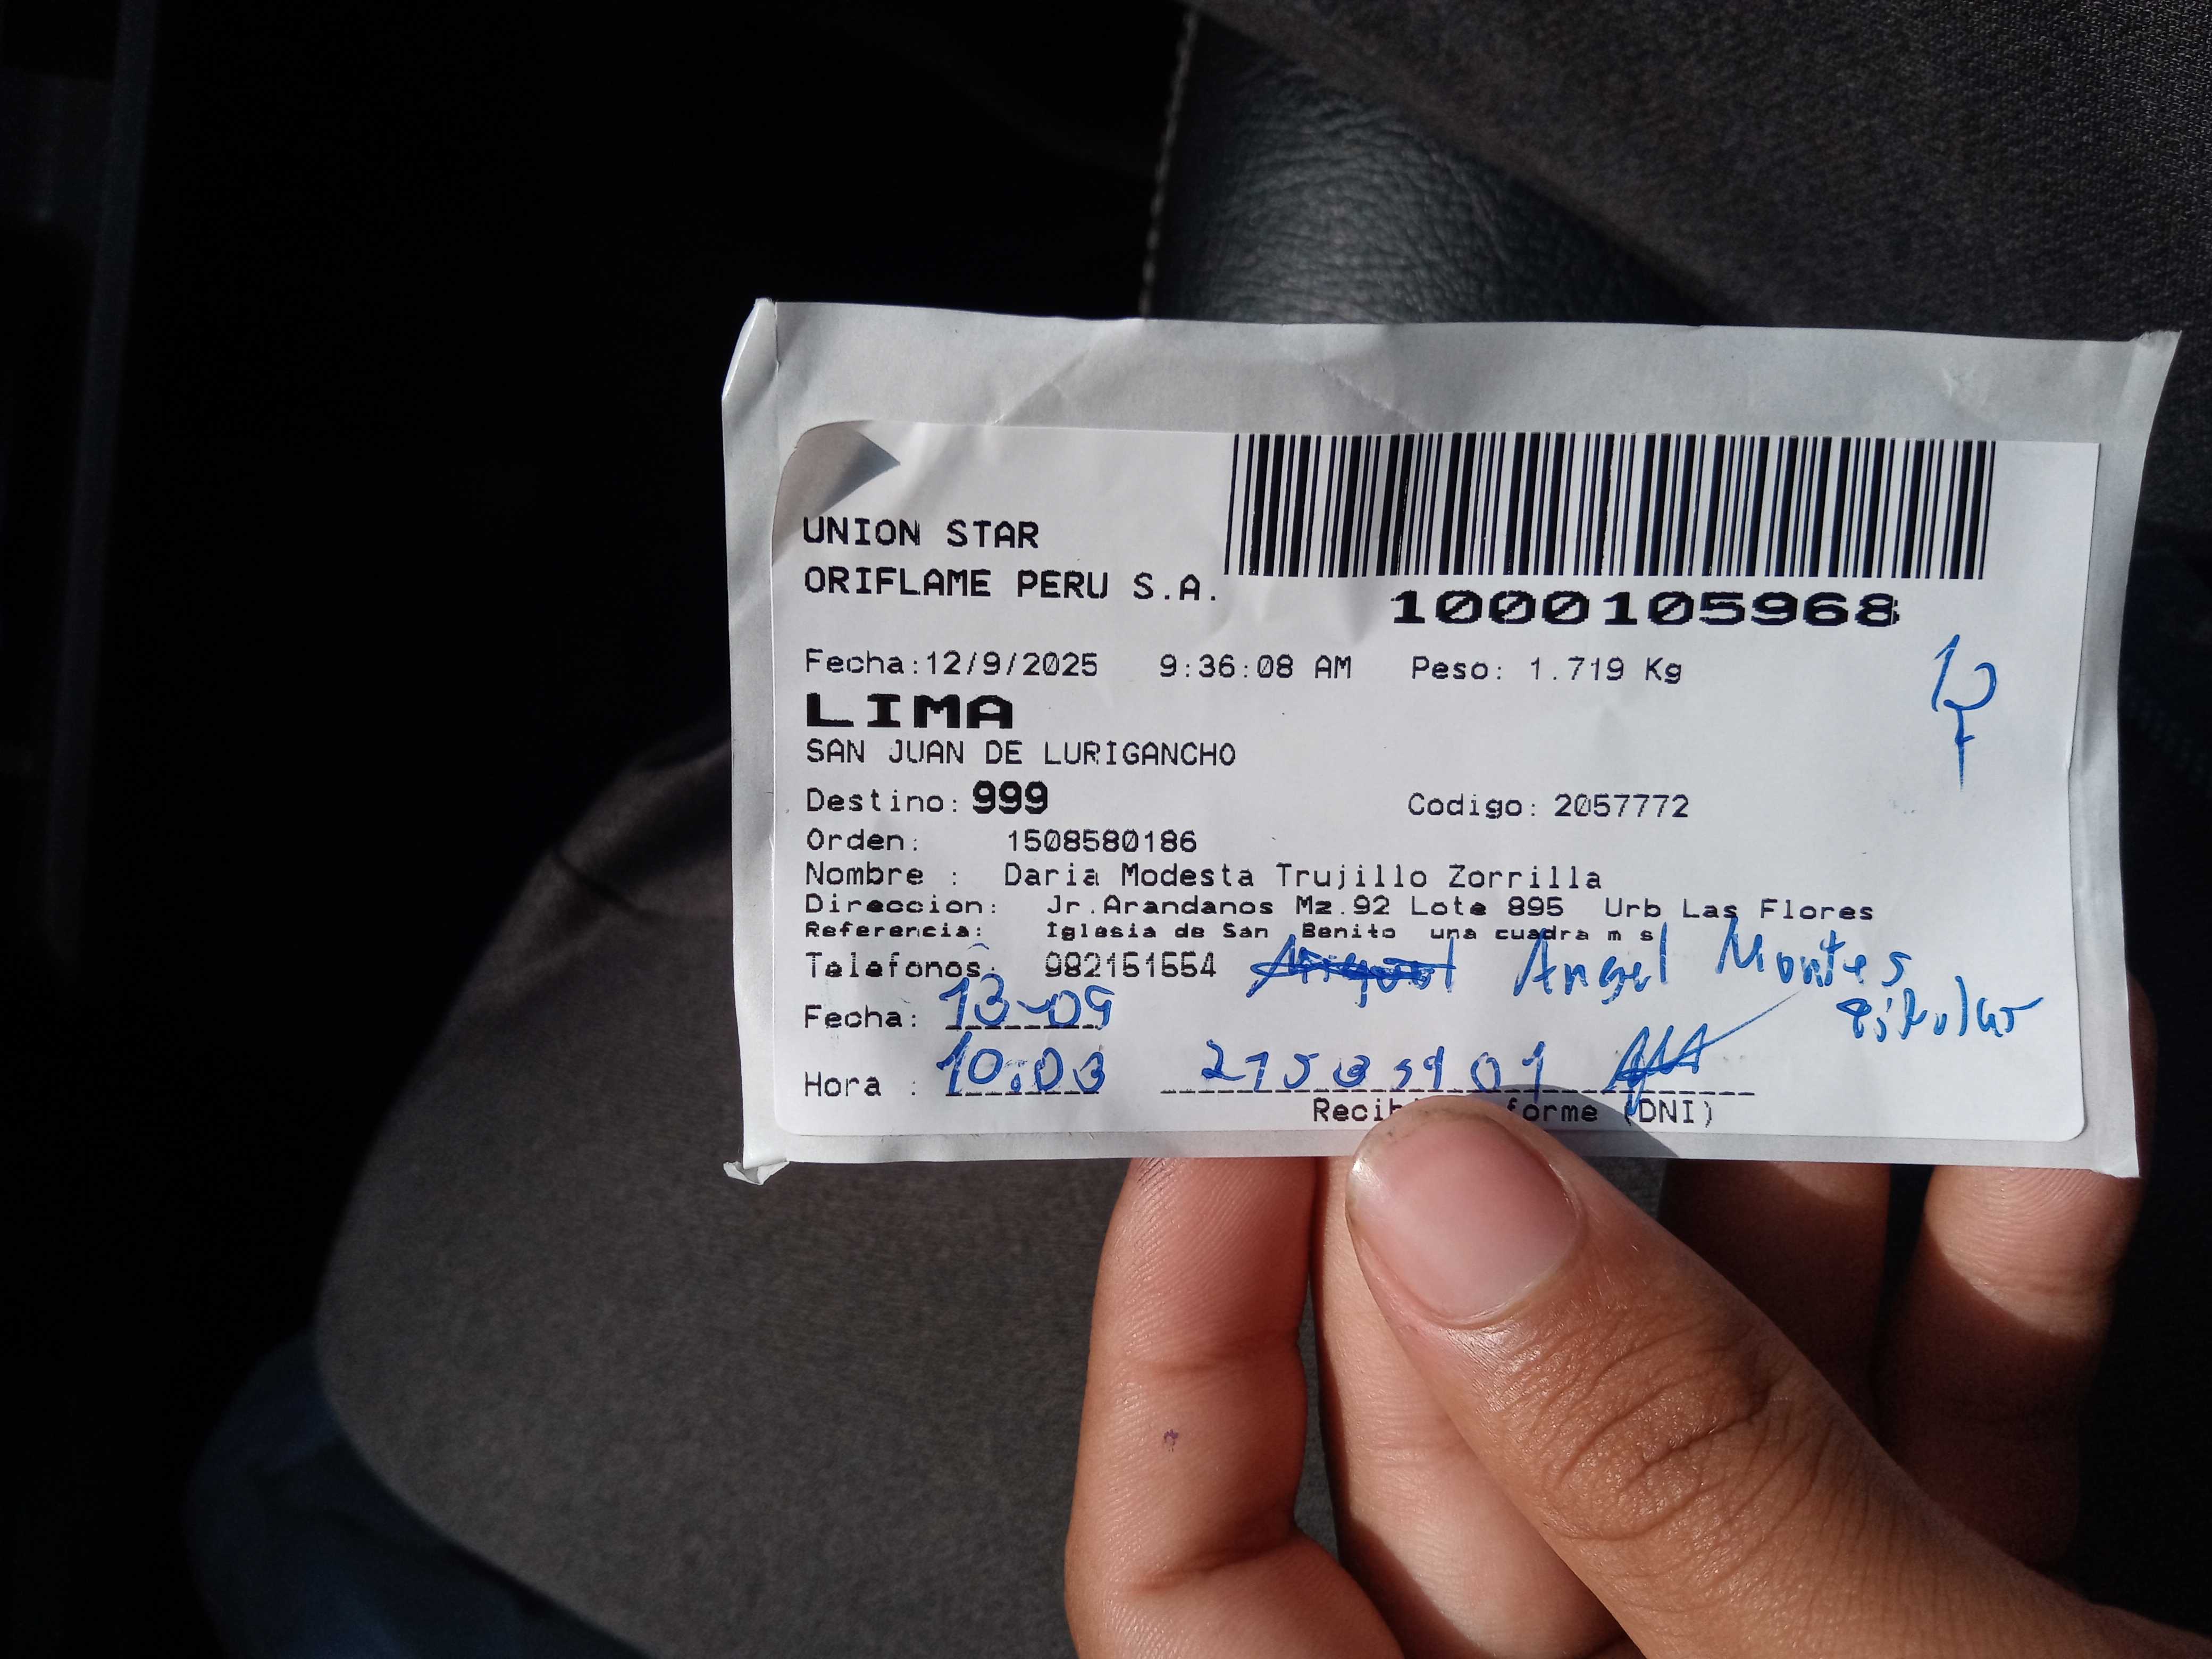 UNION STAR
ORIFLAME PERU S.A.
1000105968
Fecha:12/9/2025 9:36:08 AM Peso: 1.719 Kg
LIMA
SAN JUAN DE LURIGANCHO
Destino: 999 Codigo: 2057772
Orden: 1508580186
Nombre : Daria Modesta Trujillo Zorrilla
Direccion: Jr.Arandanos Mz.92 Lote 895 Urb Las Flores
Referencia: Iglesia de San Benito una cuadra m s
Telefonos: 982151554 Angel Montes
Fecha: 13-09
Hora : 10:03
(DNI)